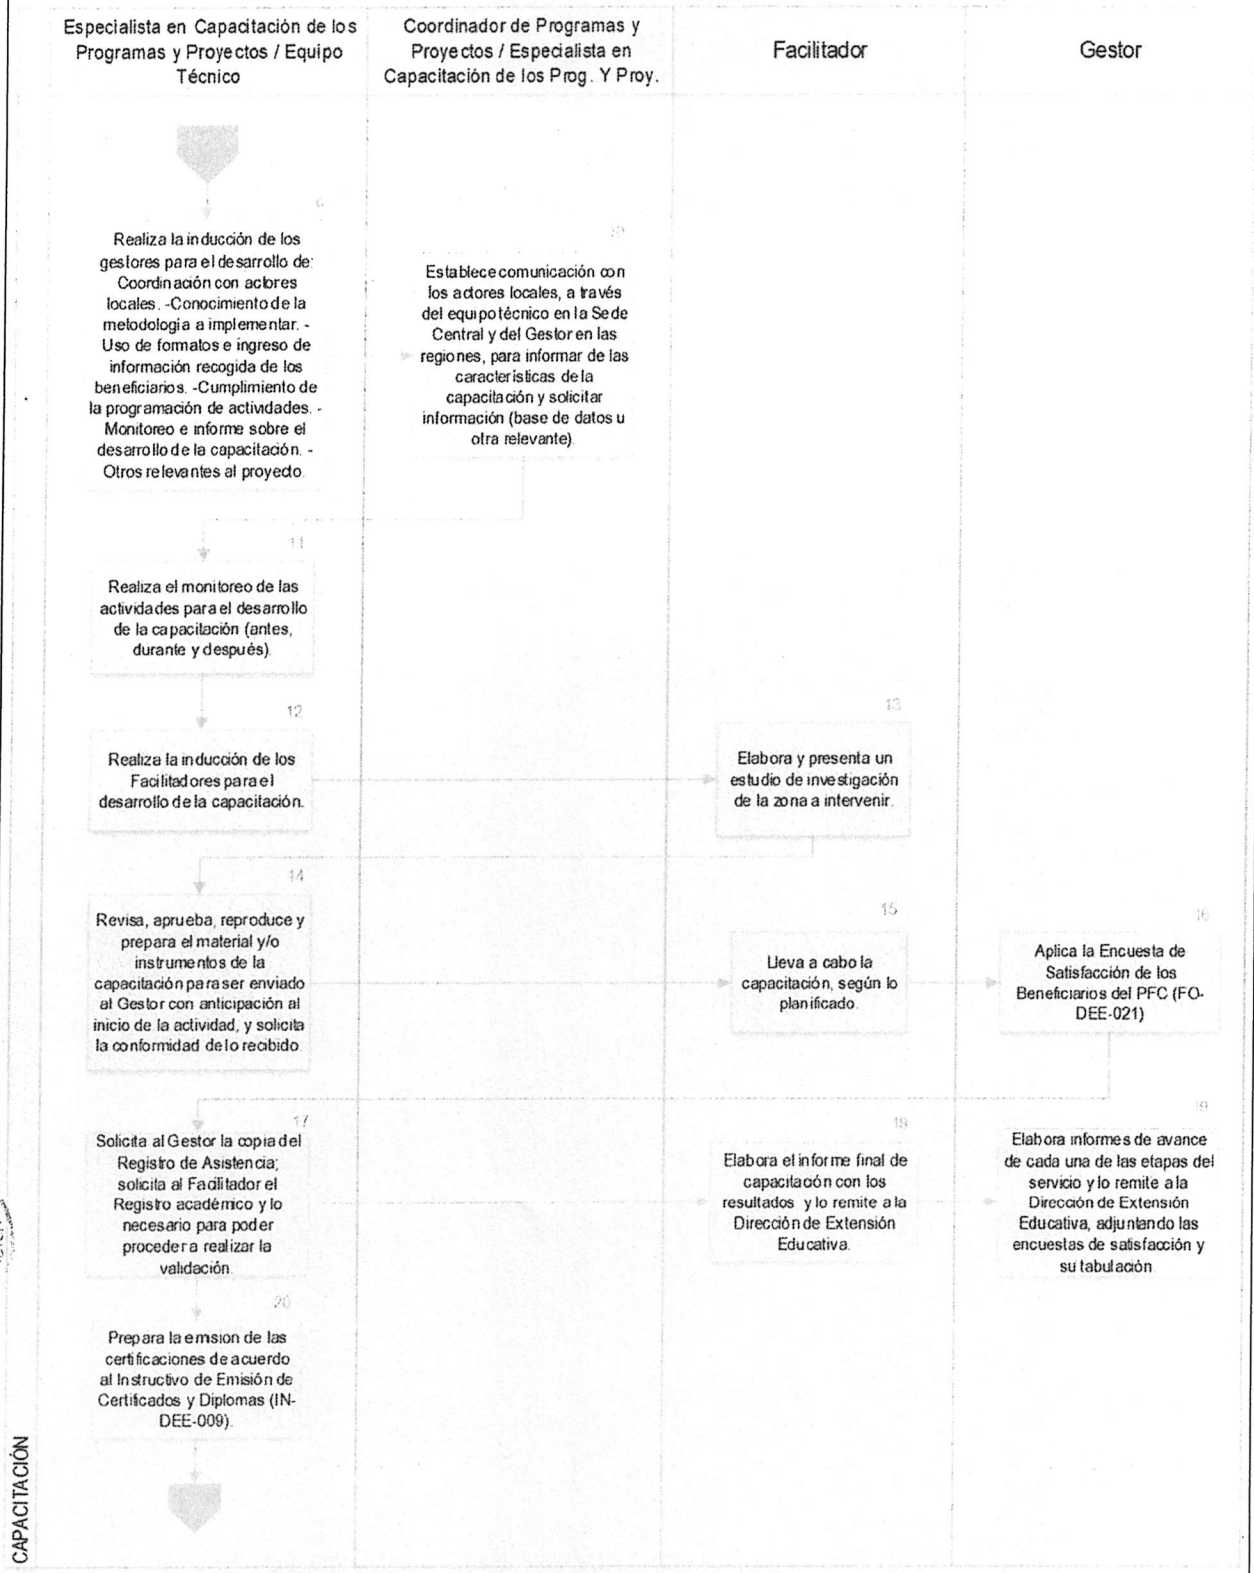 Especialista en Capacitación de los
Programas y Proyectos / Equipo
Técnico
Coordinador de Programas y
Proyectos / Especialista en
Capacitación de los Prog. Y Proy.
Facilitador
Gestor
Realiza la inducción de los
gestores para el desarrollo de:
Coordinación con actores
locales. -Conocimiento de la
metodología a implementar. -
Uso de formatos e ingreso de
información recogida de los
beneficiarios. -Cumplimiento de
la programación de actividades. -
Monitoreo e informe sobre el
desarrollo de la capacitación. -
Otros relevantes al proyecto.
10
Establece comunicación con
los actores locales, a través
del equipo técnico en la Sede
Central y del Gestor en las
regiones, para informar de las
características de la
capacitación y solicitar
información (base de datos u
otra relevante).
11
Realiza el monitoreo de las
actividades para el desarrollo
de la capacitación (antes,
durante y después).
12
Realiza la inducción de los
Facilitadores para el
desarrollo de la capacitación.
13
Elabora y presenta un
estudio de investigación
de la zona a intervenir.
14
Revisa, aprueba, reproduce y
prepara el material y/o
instrumentos de la
capacitación para ser enviado
al Gestor con anticipación al
inicio de la actividad, y solicita
la conformidad de lo recibido.
15
Lleva a cabo la
capacitación, según lo
planificado.
16
Aplica la Encuesta de
Satisfacción de los
Beneficiarios del PFC (FO-
DEE-021)
17
Solicita al Gestor la copia del
Registro de Asistencia;
solicita al Facilitador el
Registro académico y lo
necesario para poder
proceder a realizar la
validación.
18
Elabora el informe final de
capacitación con los
resultados y lo remite a la
Dirección de Extensión
Educativa.
19
Elabora informes de avance
de cada una de las etapas del
servicio y lo remite a la
Dirección de Extensión
Educativa, adjuntando las
encuestas de satisfacción y
su tabulación
20
Prepara la emsion de las
certificaciones de acuerdo
al Instructivo de Emisión de
Certificados y Diplomas (IN-
DEE-009).
CAPACITACIÓN